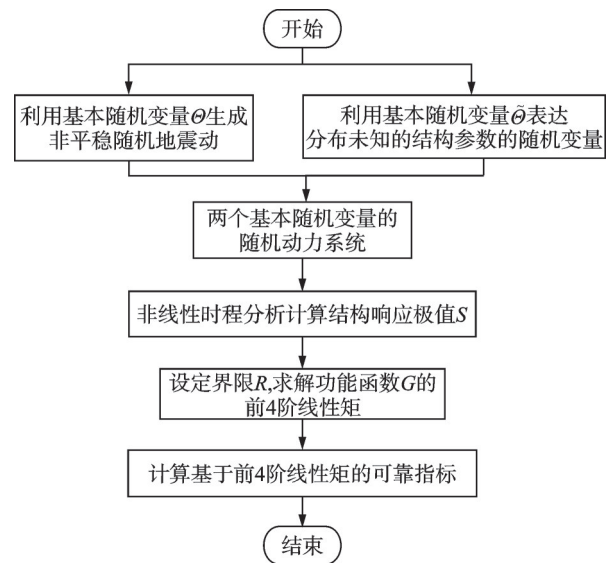 开始
利用基本随机变量Θ生成
非平稳随机地震动
利用基本随机变量Θ̃表达
分布未知的结构参数的随机变量
两个基本随机变量的
随机动力系统
非线性时程分析计算结构响应极值S
设定界限R,求解功能函数G的
前4阶线性矩
计算基于前4阶线性矩的可靠指标
结束